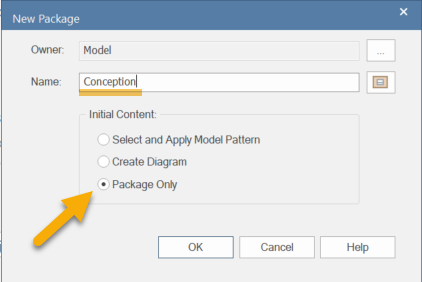 New Package
Owner:
Model
...
Name:
Conception
Initial Content:
Select and Apply Model Pattern
Create Diagram
Package Only
OK
Cancel
Help